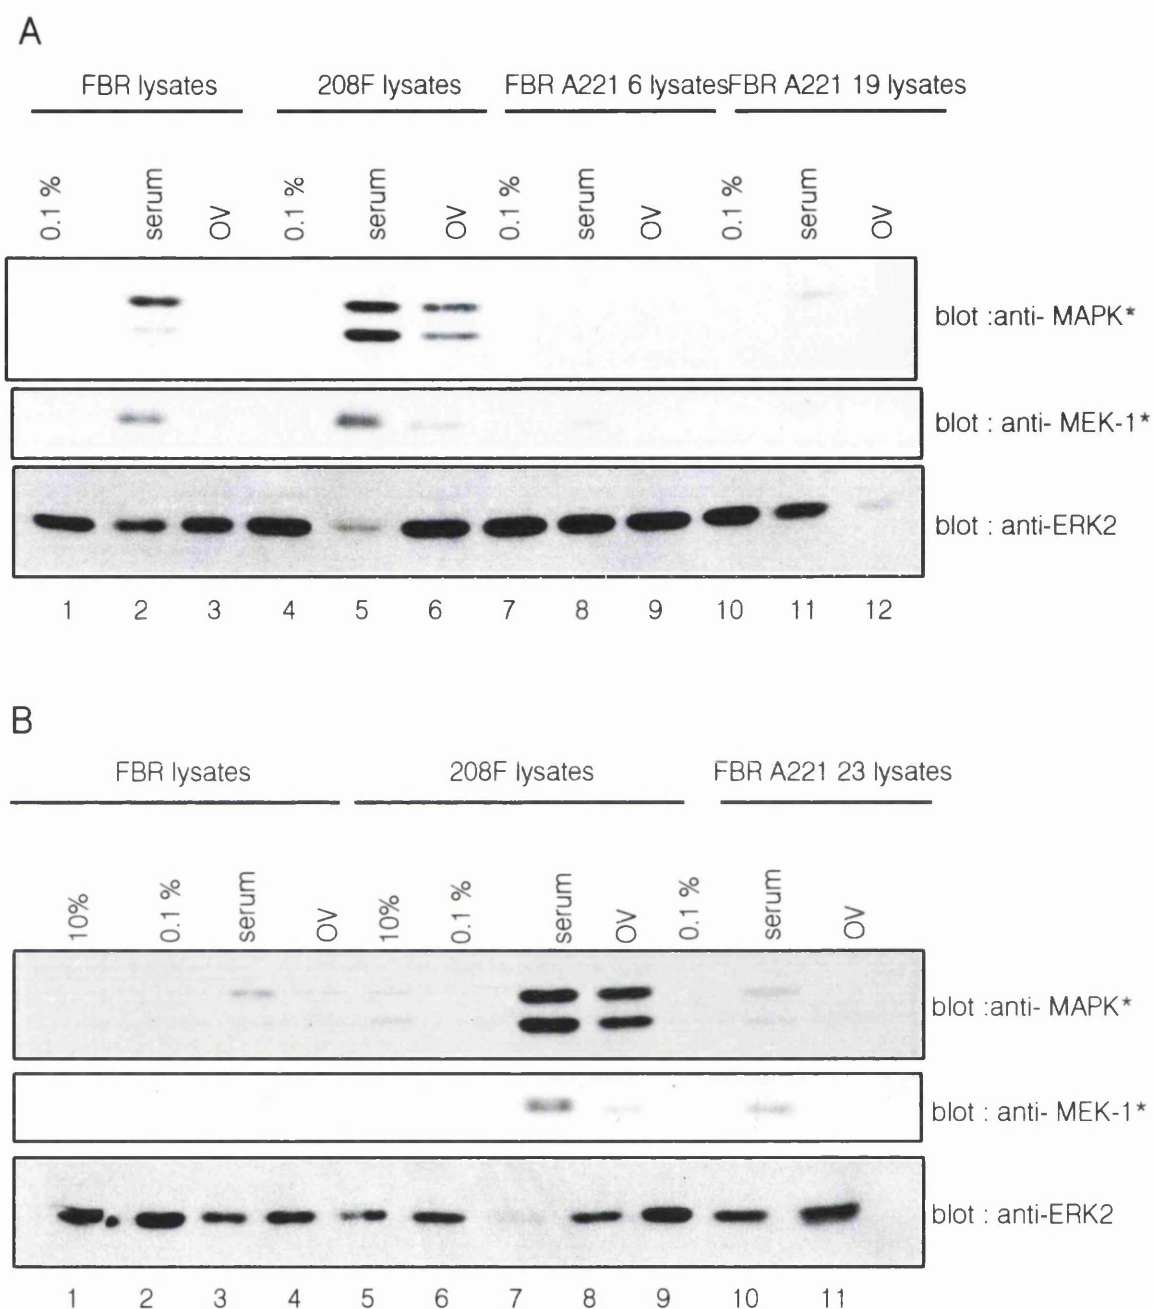 A
FBR lysates 208F lysates FBR A221 6 lysates FBR A221 19 lysates
0.1 % serum OV 0.1 % serum OV 0.1 % serum OV 0.1 % serum OV
blot :anti- MAPK*
blot : anti- MEK-1*
blot : anti-ERK2
1 2 3 4 5 6 7 8 9 10 11 12
B
FBR lysates 208F lysates FBR A221 23 lysates
10% 0.1 % serum OV 10% 0.1 % serum OV 0.1 % serum OV
blot :anti- MAPK*
blot : anti- MEK-1*
blot : anti-ERK2
1 2 3 4 5 6 7 8 9 10 11